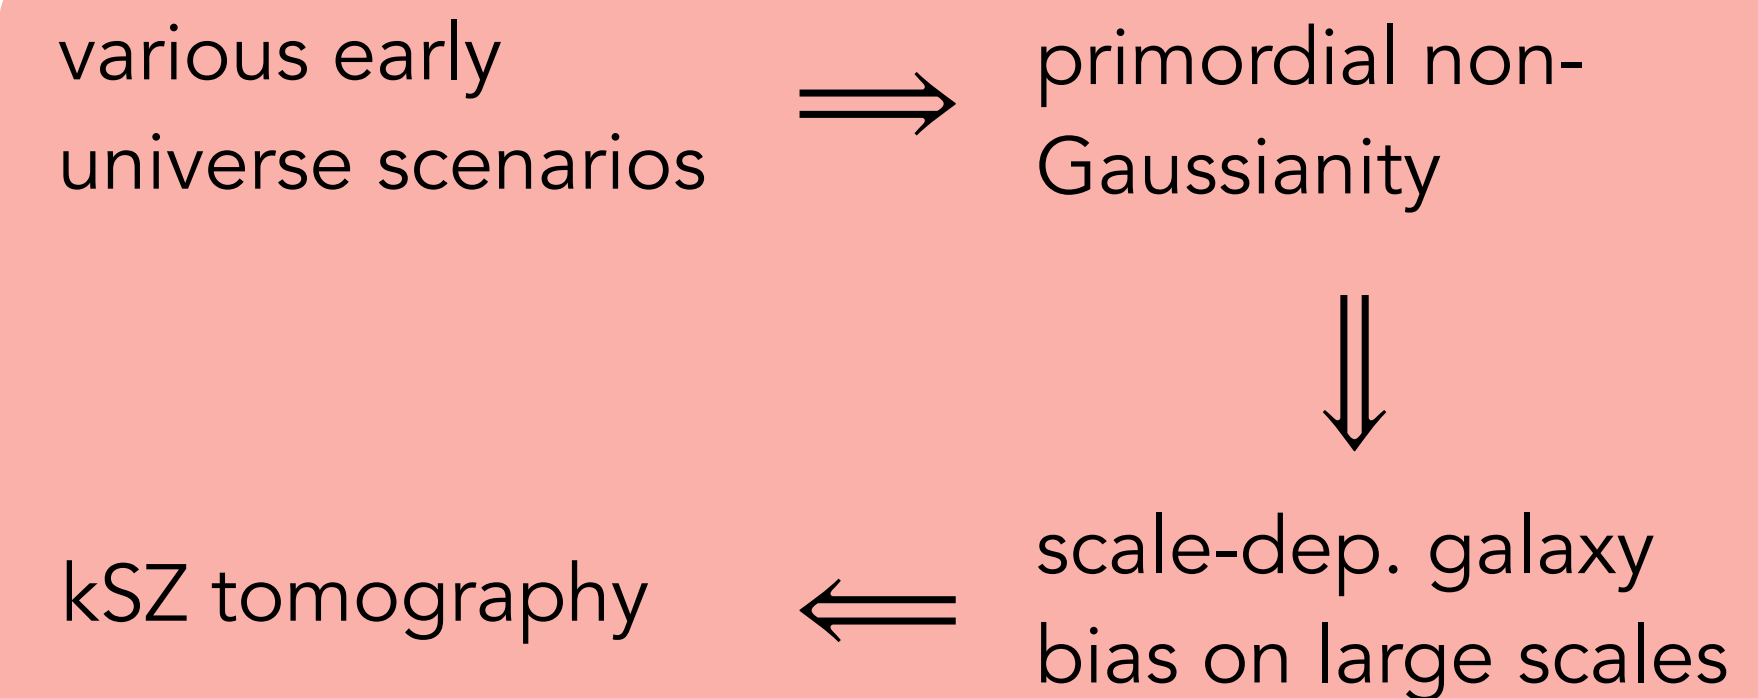 various early
universe scenarios
⟹
primordial non-
Gaussianity
⇓
scale-dep. galaxy
bias on large scales
⟸
kSZ tomography